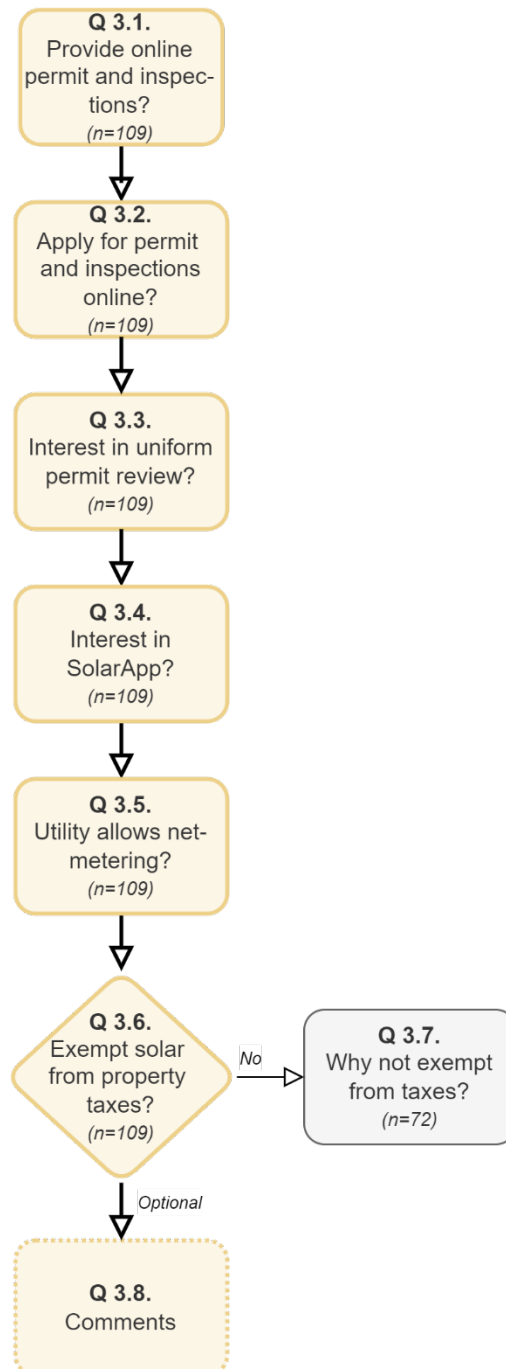 Q 3.1.
Provide online
permit and inspec-
tions?
(n=109)
Q 3.2.
Apply for permit
and inspections
online?
(n=109)
Q 3.3.
Interest in uniform
permit review?
(n=109)
Q 3.4.
Interest in
SolarApp?
(n=109)
Q 3.5.
Utility allows net-
metering?
(n=109)
Q 3.6.
Exempt solar
from property
taxes?
(n=109)
No
Q 3.7.
Why not exempt
from taxes?
(n=72)
Optional
Q 3.8.
Comments